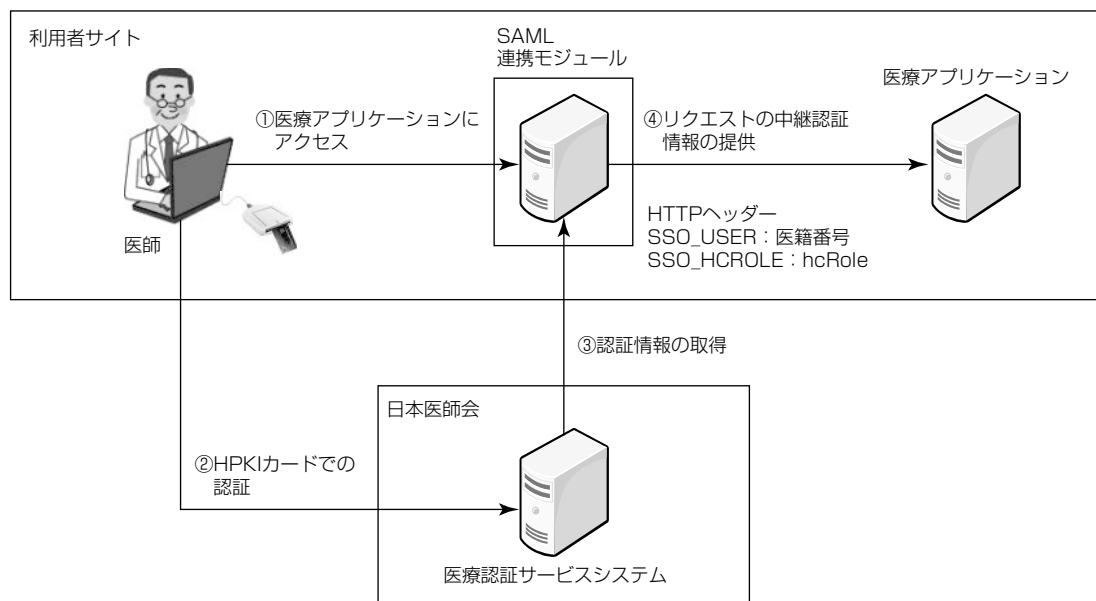 利用者サイト
SAML
連携モジュール
医療アプリケーション
①医療アプリケーションに
アクセス
④リクエストの中継認証
情報の提供
医師
HTTPヘッダー
SSO_USER：医籍番号
SSO_HCROLE：hcRole
③認証情報の取得
日本医師会
②HPKIカードでの
認証
医療認証サービスシステム